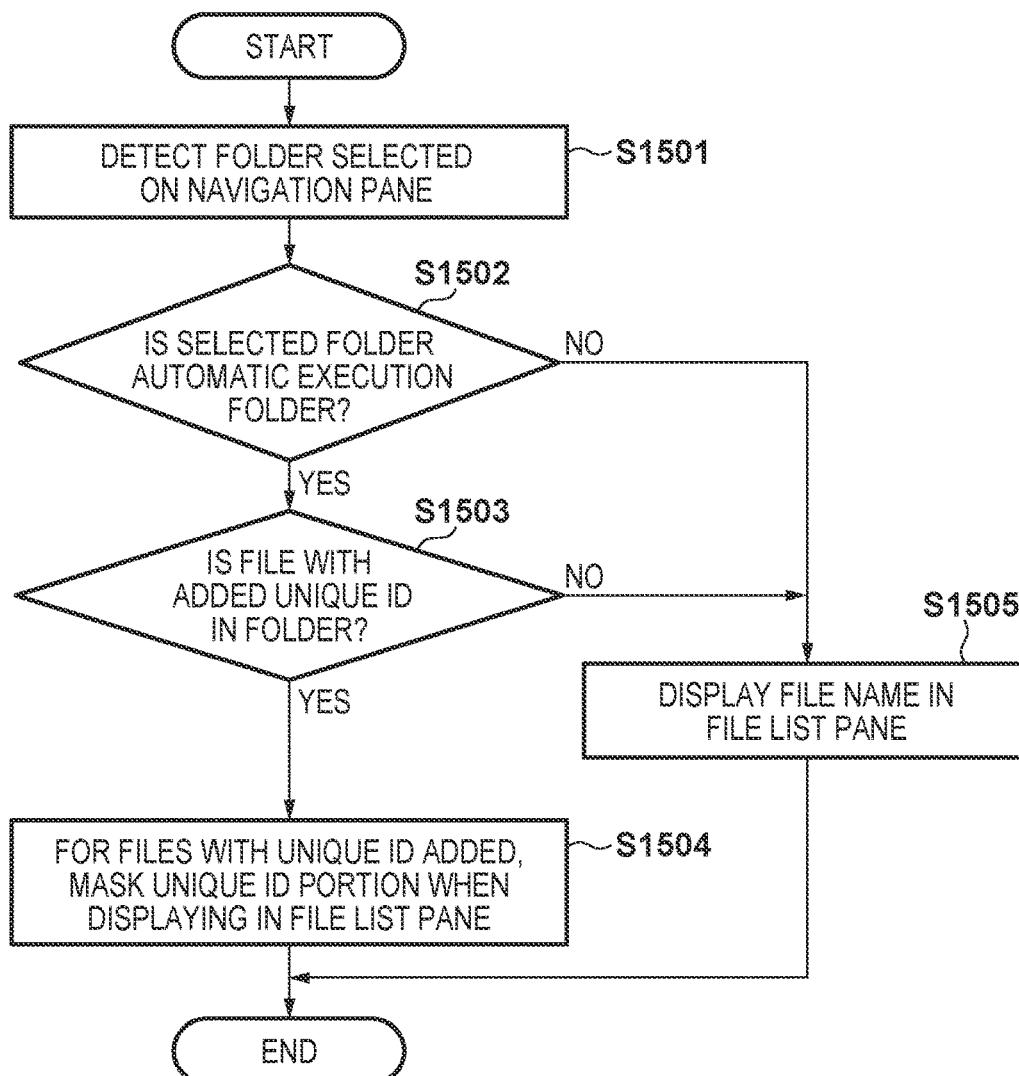 START
DETECT FOLDER SELECTED
ON NAVIGATION PANE
S1501
S1502
IS SELECTED FOLDER
AUTOMATIC EXECUTION
FOLDER?
NO
YES
S1503
IS FILE WITH
ADDED UNIQUE ID
IN FOLDER?
NO
YES
S1505
DISPLAY FILE NAME IN
FILE LIST PANE
FOR FILES WITH UNIQUE ID ADDED,
MASK UNIQUE ID PORTION WHEN
DISPLAYING IN FILE LIST PANE
S1504
END